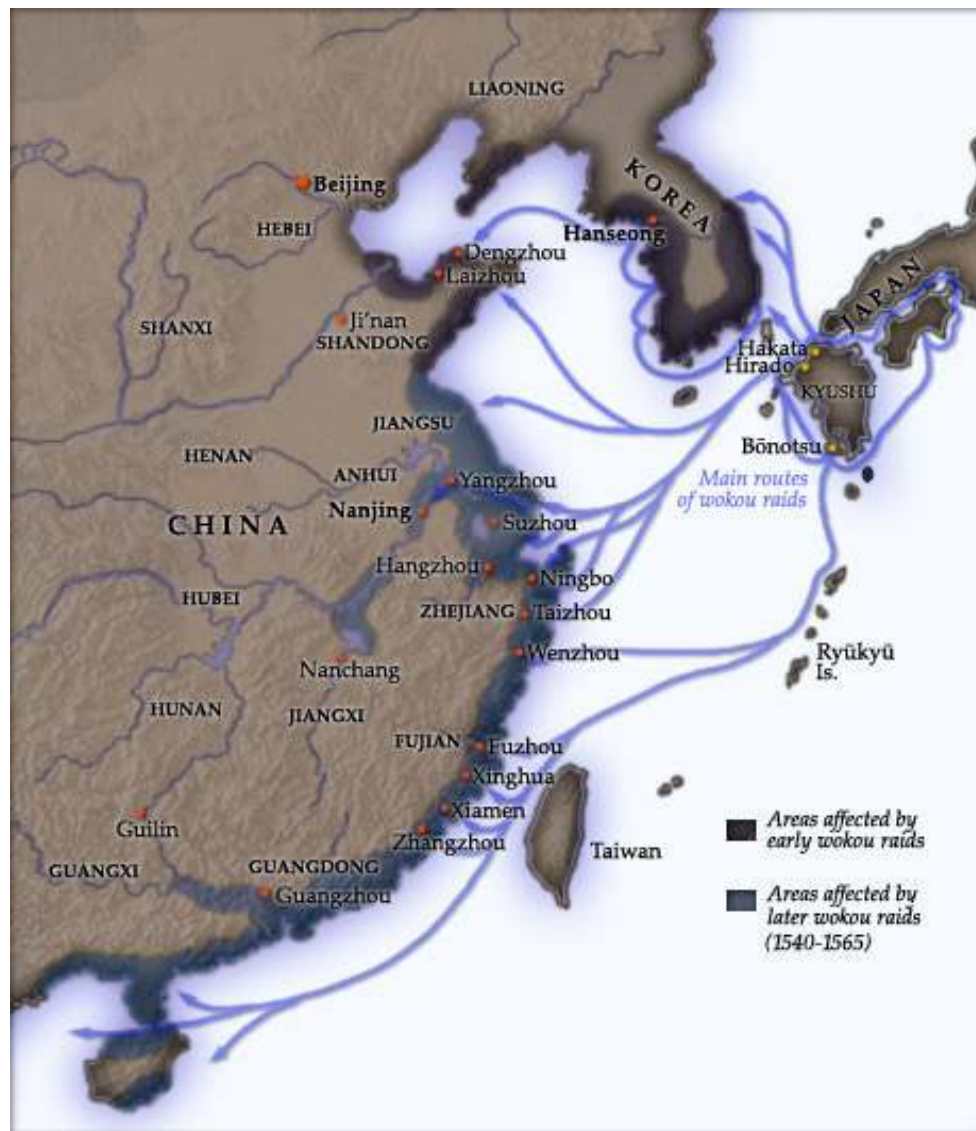 LIAONING
KOREA
Beijing
HEBEI
Hanseong
Dengzhou
Laizhou
JAPAN
SHANXI
Ji'nan
SHANDONG
Hakata
Hirado
KYUSHU
JIANGSU
HENAN
ANHUI
Bōnotsu
Yangzhou
Main routes
of wokou raids
Nanjing
CHINA
Suzhou
Hangzhou
Ningbo
HUBEI
ZHEJIANG
Taizhou
Wenzhou
Ryūkyū
Is.
Nanchang
HUNAN
JIANGXI
FUJIAN
Fuzhou
Xinghua
Xiamen
Guilin
Zhangzhou
Taiwan
GUANGXI
GUANGDONG
Guangzhou
Areas affected by
early wokou raids
Areas affected by
later wokou raids
(1540-1565)